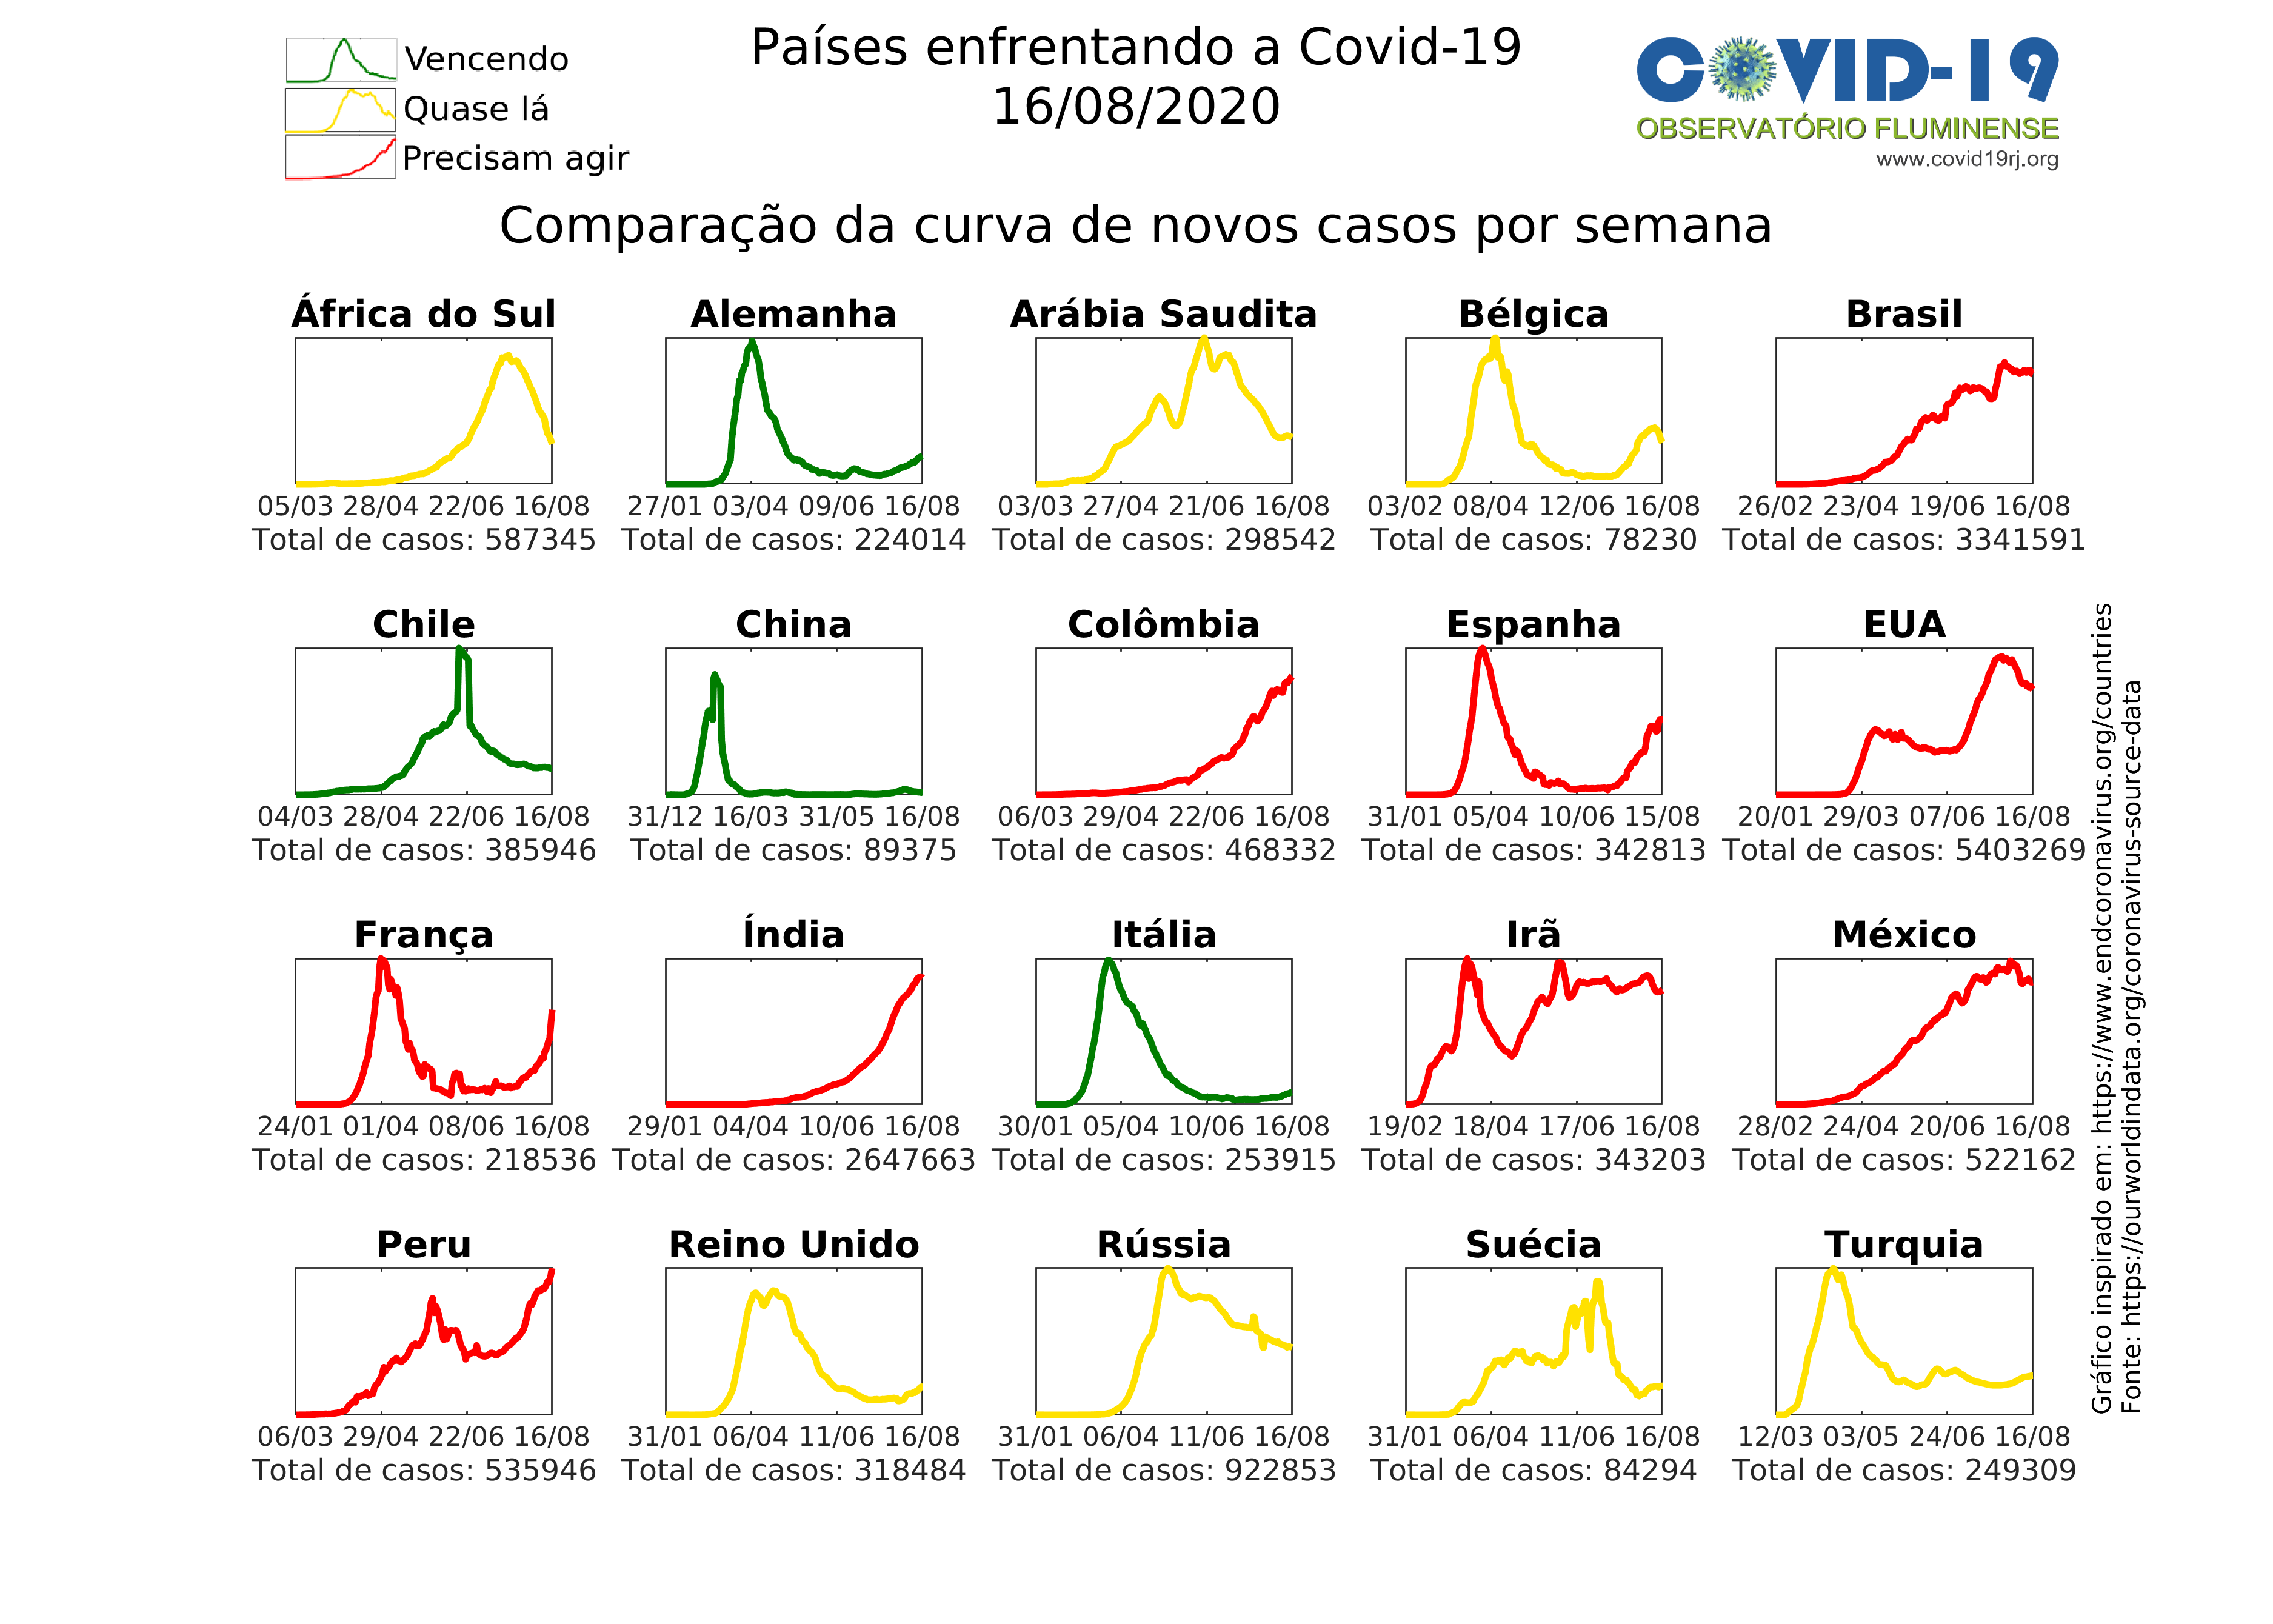 Vencendo
Quase lá
Precisam agir
Países enfrentando a Covid-19
16/08/2020
COVID-19
OBSERVATÓRIO FLUMINENSE
www.covid19rj.org
Comparação da curva de novos casos por semana
África do Sul
05/03 28/04 22/06 16/08
Total de casos: 587345
Alemanha
27/01 03/04 09/06 16/08
Total de casos: 224014
Arábia Saudita
03/03 27/04 21/06 16/08
Total de casos: 298542
Bélgica
03/02 08/04 12/06 16/08
Total de casos: 78230
Brasil
26/02 23/04 19/06 16/08
Total de casos: 3341591
Chile
04/03 28/04 22/06 16/08
Total de casos: 385946
China
31/12 16/03 31/05 16/08
Total de casos: 89375
Colômbia
06/03 29/04 22/06 16/08
Total de casos: 468332
Espanha
31/01 05/04 10/06 15/08
Total de casos: 342813
EUA
20/01 29/03 07/06 16/08
Total de casos: 5403269
França
24/01 01/04 08/06 16/08
Total de casos: 218536
Índia
29/01 04/04 10/06 16/08
Total de casos: 2647663
Itália
30/01 05/04 10/06 16/08
Total de casos: 253915
Irã
19/02 18/04 17/06 16/08
Total de casos: 343203
México
28/02 24/04 20/06 16/08
Total de casos: 522162
Peru
06/03 29/04 22/06 16/08
Total de casos: 535946
Reino Unido
31/01 06/04 11/06 16/08
Total de casos: 318484
Rússia
31/01 06/04 11/06 16/08
Total de casos: 922853
Suécia
31/01 06/04 11/06 16/08
Total de casos: 84294
Turquia
12/03 03/05 24/06 16/08
Total de casos: 249309
Gráfico inspirado em: https://www.endcoronavirus.org/countries
Fonte: https://ourworldindata.org/coronavirus-source-data